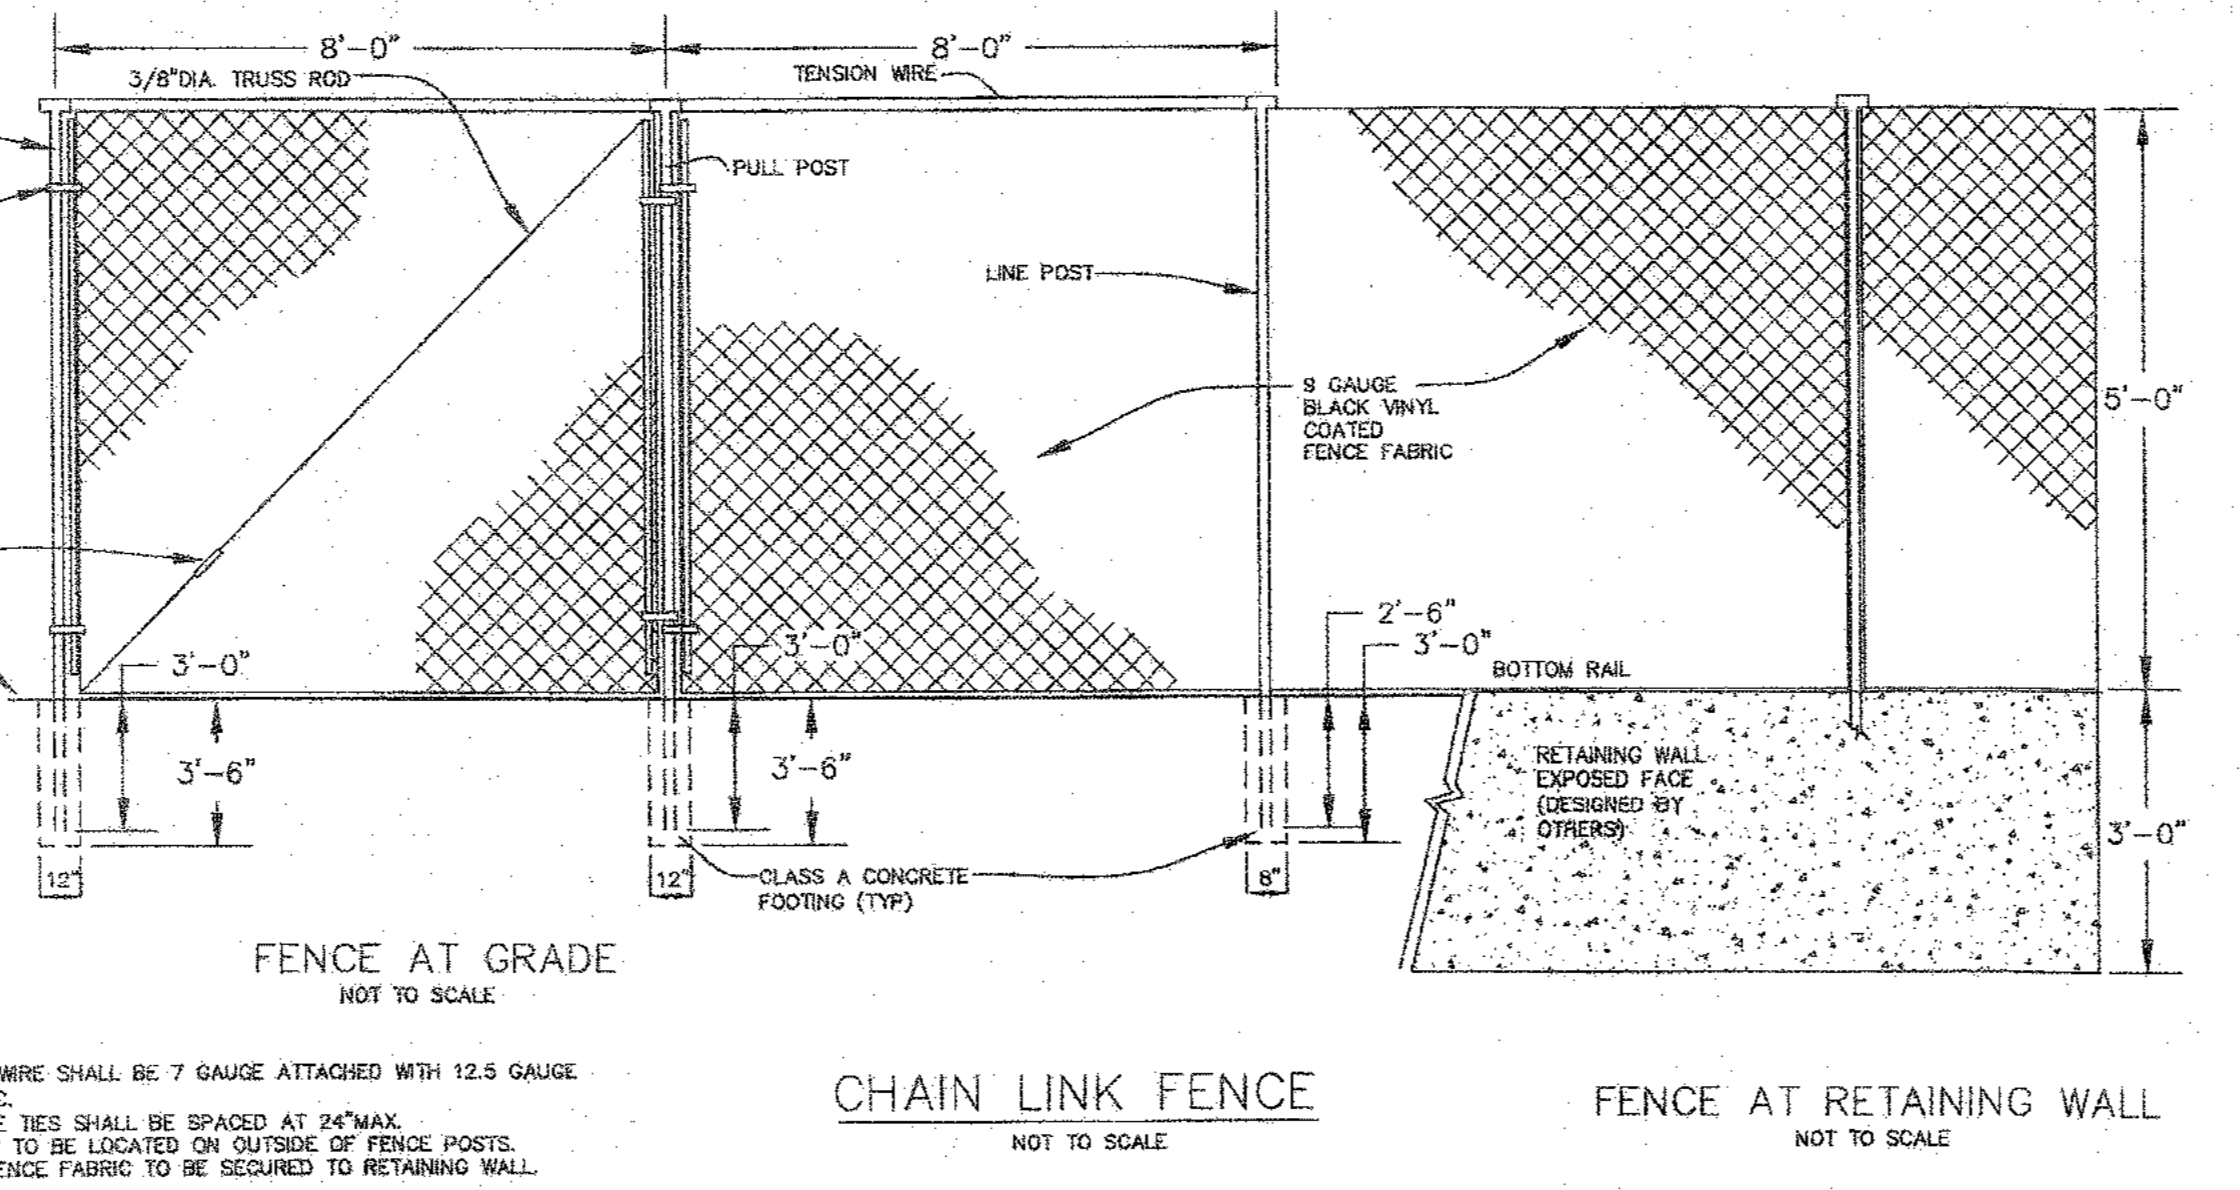 8'-0"
8'-0"
3/8"DIA. TRUSS ROD
TENSION WIRE
PULL POST
LINE POST
9 GAUGE
BLACK VINYL
COATED
FENCE FABRIC
5'-0"
2'-6"
3'-0"
3'-0"
3'-0"
BOTTOM RAIL
3'-6"
3'-6"
RETAINING WALL
EXPOSED FACE
(DESIGNED BY
OTHERS)
3'-0"
12"
12"
8"
CLASS A CONCRETE
FOOTING (TYP)
FENCE AT GRADE
NOT TO SCALE
WIRE SHALL BE 7 GAUGE ATTACHED WITH 12.5 GAUGE
TIES SHALL BE SPACED AT 24"MAX.
TO BE LOCATED ON OUTSIDE OF FENCE POSTS.
FENCE FABRIC TO BE SECURED TO RETAINING WALL
CHAIN LINK FENCE
NOT TO SCALE
FENCE AT RETAINING WALL
NOT TO SCALE